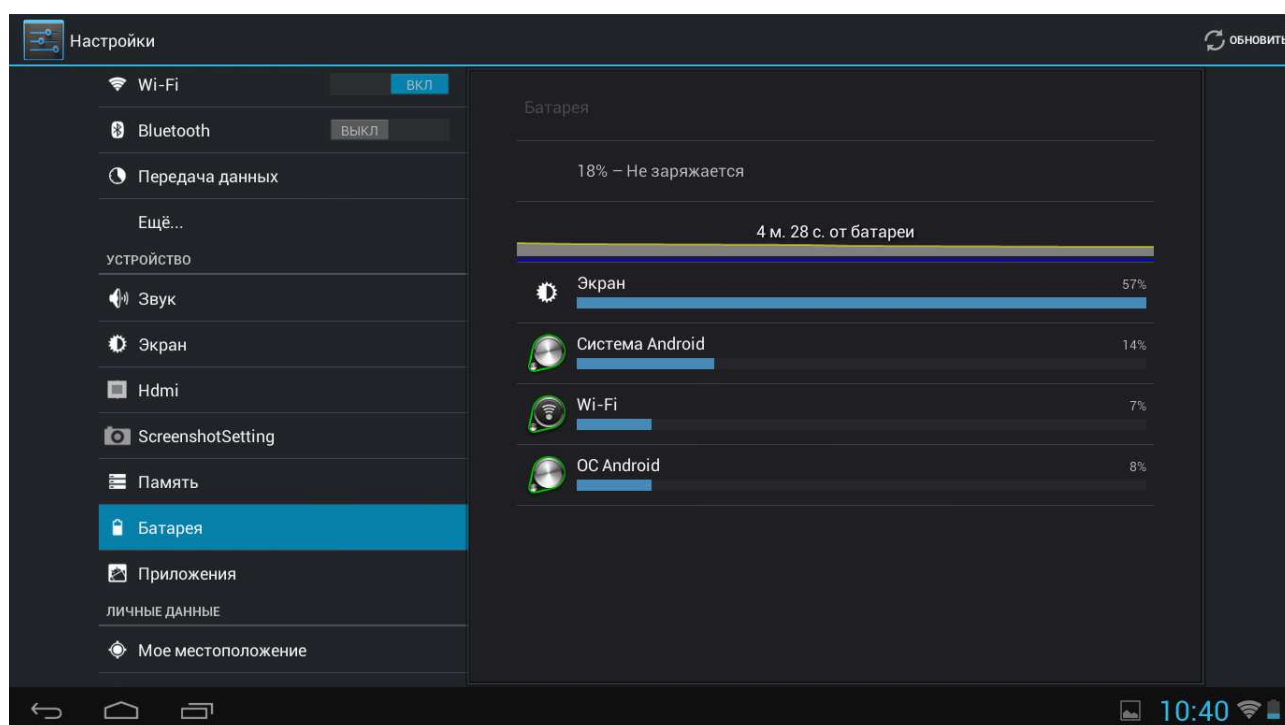 Настройки
ОБНОВИТЬ
Wi-Fi
ВКЛ
Bluetooth
ВЫКЛ
Передача данных
Ещё...
УСТРОЙСТВО
Звук
Экран
Hdmi
ScreenshotSetting
Память
Батарея
Приложения
ЛИЧНЫЕ ДАННЫЕ
Мое местоположение
Батарея
18% – Не заряжается
4 м. 28 с. от батареи
Экран
57%
Система Android
14%
Wi-Fi
7%
ОС Android
8%
10:40